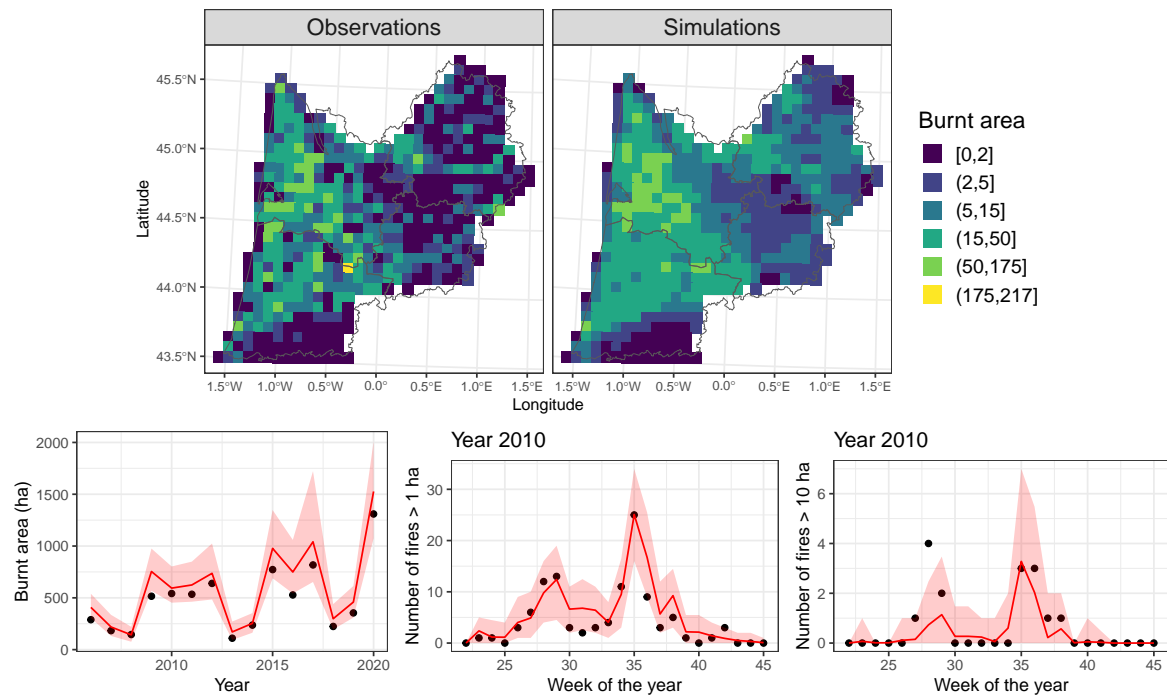 Observations
Simulations
45.5°N
45.0°N
44.5°N
44.0°N
43.5°N
Latitude
1.5°W 1.0°W 0.5°W 0.0° 0.5°E 1.0°E 1.5°E
1.5°W 1.0°W 0.5°W 0.0° 0.5°E 1.0°E 1.5°E
Longitude
Burnt area
[0,2]
(2,5]
(5,15]
(15,50]
(50,175]
(175,217]
2000
1500
1000
500
0
Burnt area (ha)
2010 2015 2020
Year
Year 2010
30
20
10
0
Number of fires > 1 ha
25 30 35 40 45
Week of the year
Year 2010
6
4
2
0
Number of fires > 10 ha
25 30 35 40 45
Week of the year